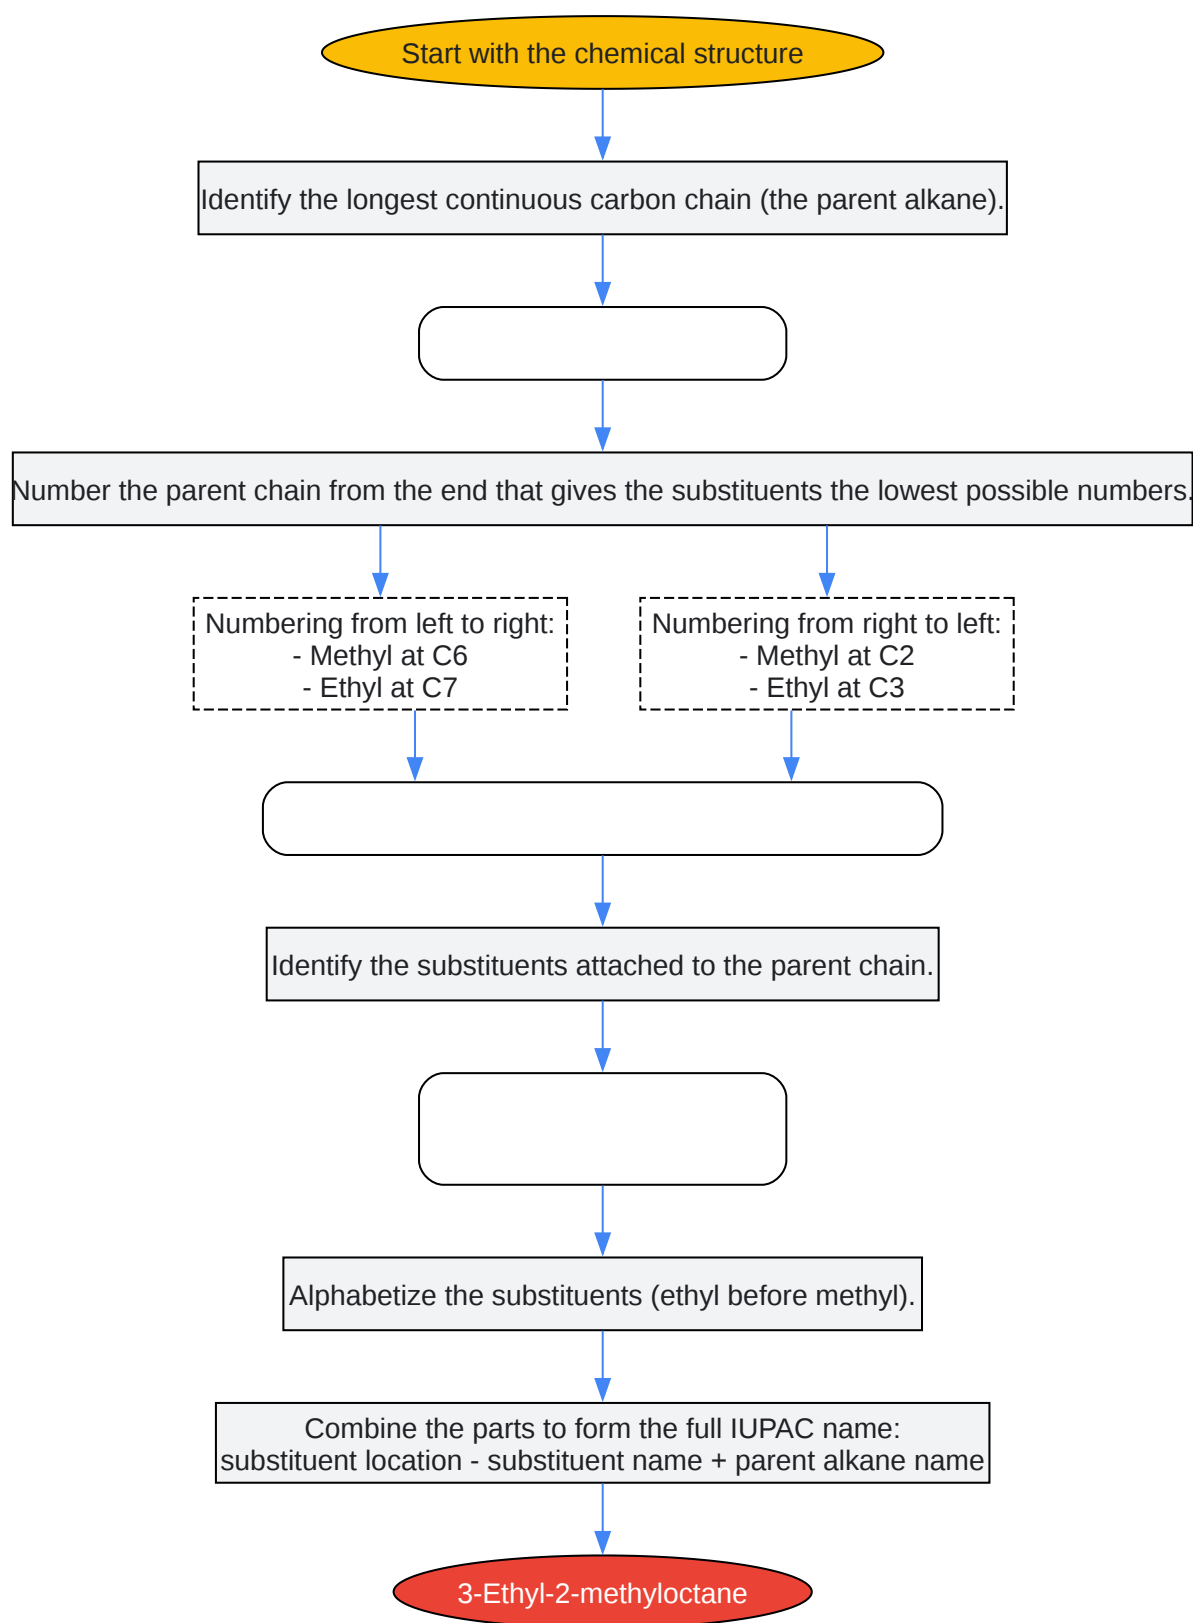 Start with the chemical structure
Identify the longest continuous carbon chain (the parent alkane).
Number the parent chain from the end that gives the substituents the lowest possible numbers.
Numbering from left to right:
- Methyl at C6
- Ethyl at C7
Numbering from right to left:
- Methyl at C2
- Ethyl at C3
Identify the substituents attached to the parent chain.
Alphabetize the substituents (ethyl before methyl).
Combine the parts to form the full IUPAC name:
substituent location - substituent name + parent alkane name
3-Ethyl-2-methyloctane